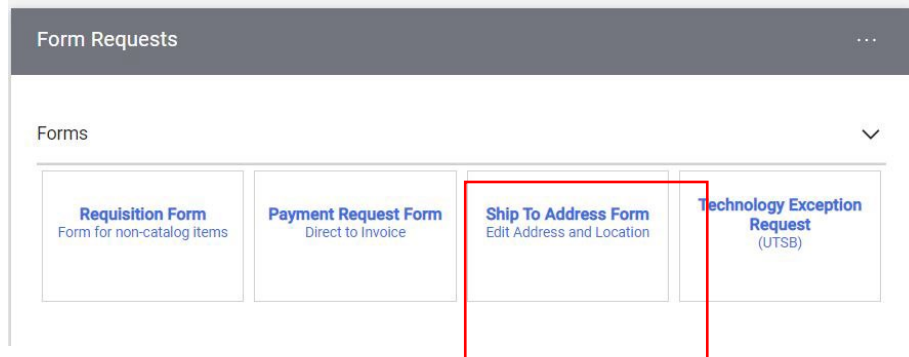 Form Requests
...
Forms
Requisition Form
Form for non-catalog items
Payment Request Form
Direct to Invoice
Ship To Address Form
Edit Address and Location
Technology Exception
Request
(UTSB)